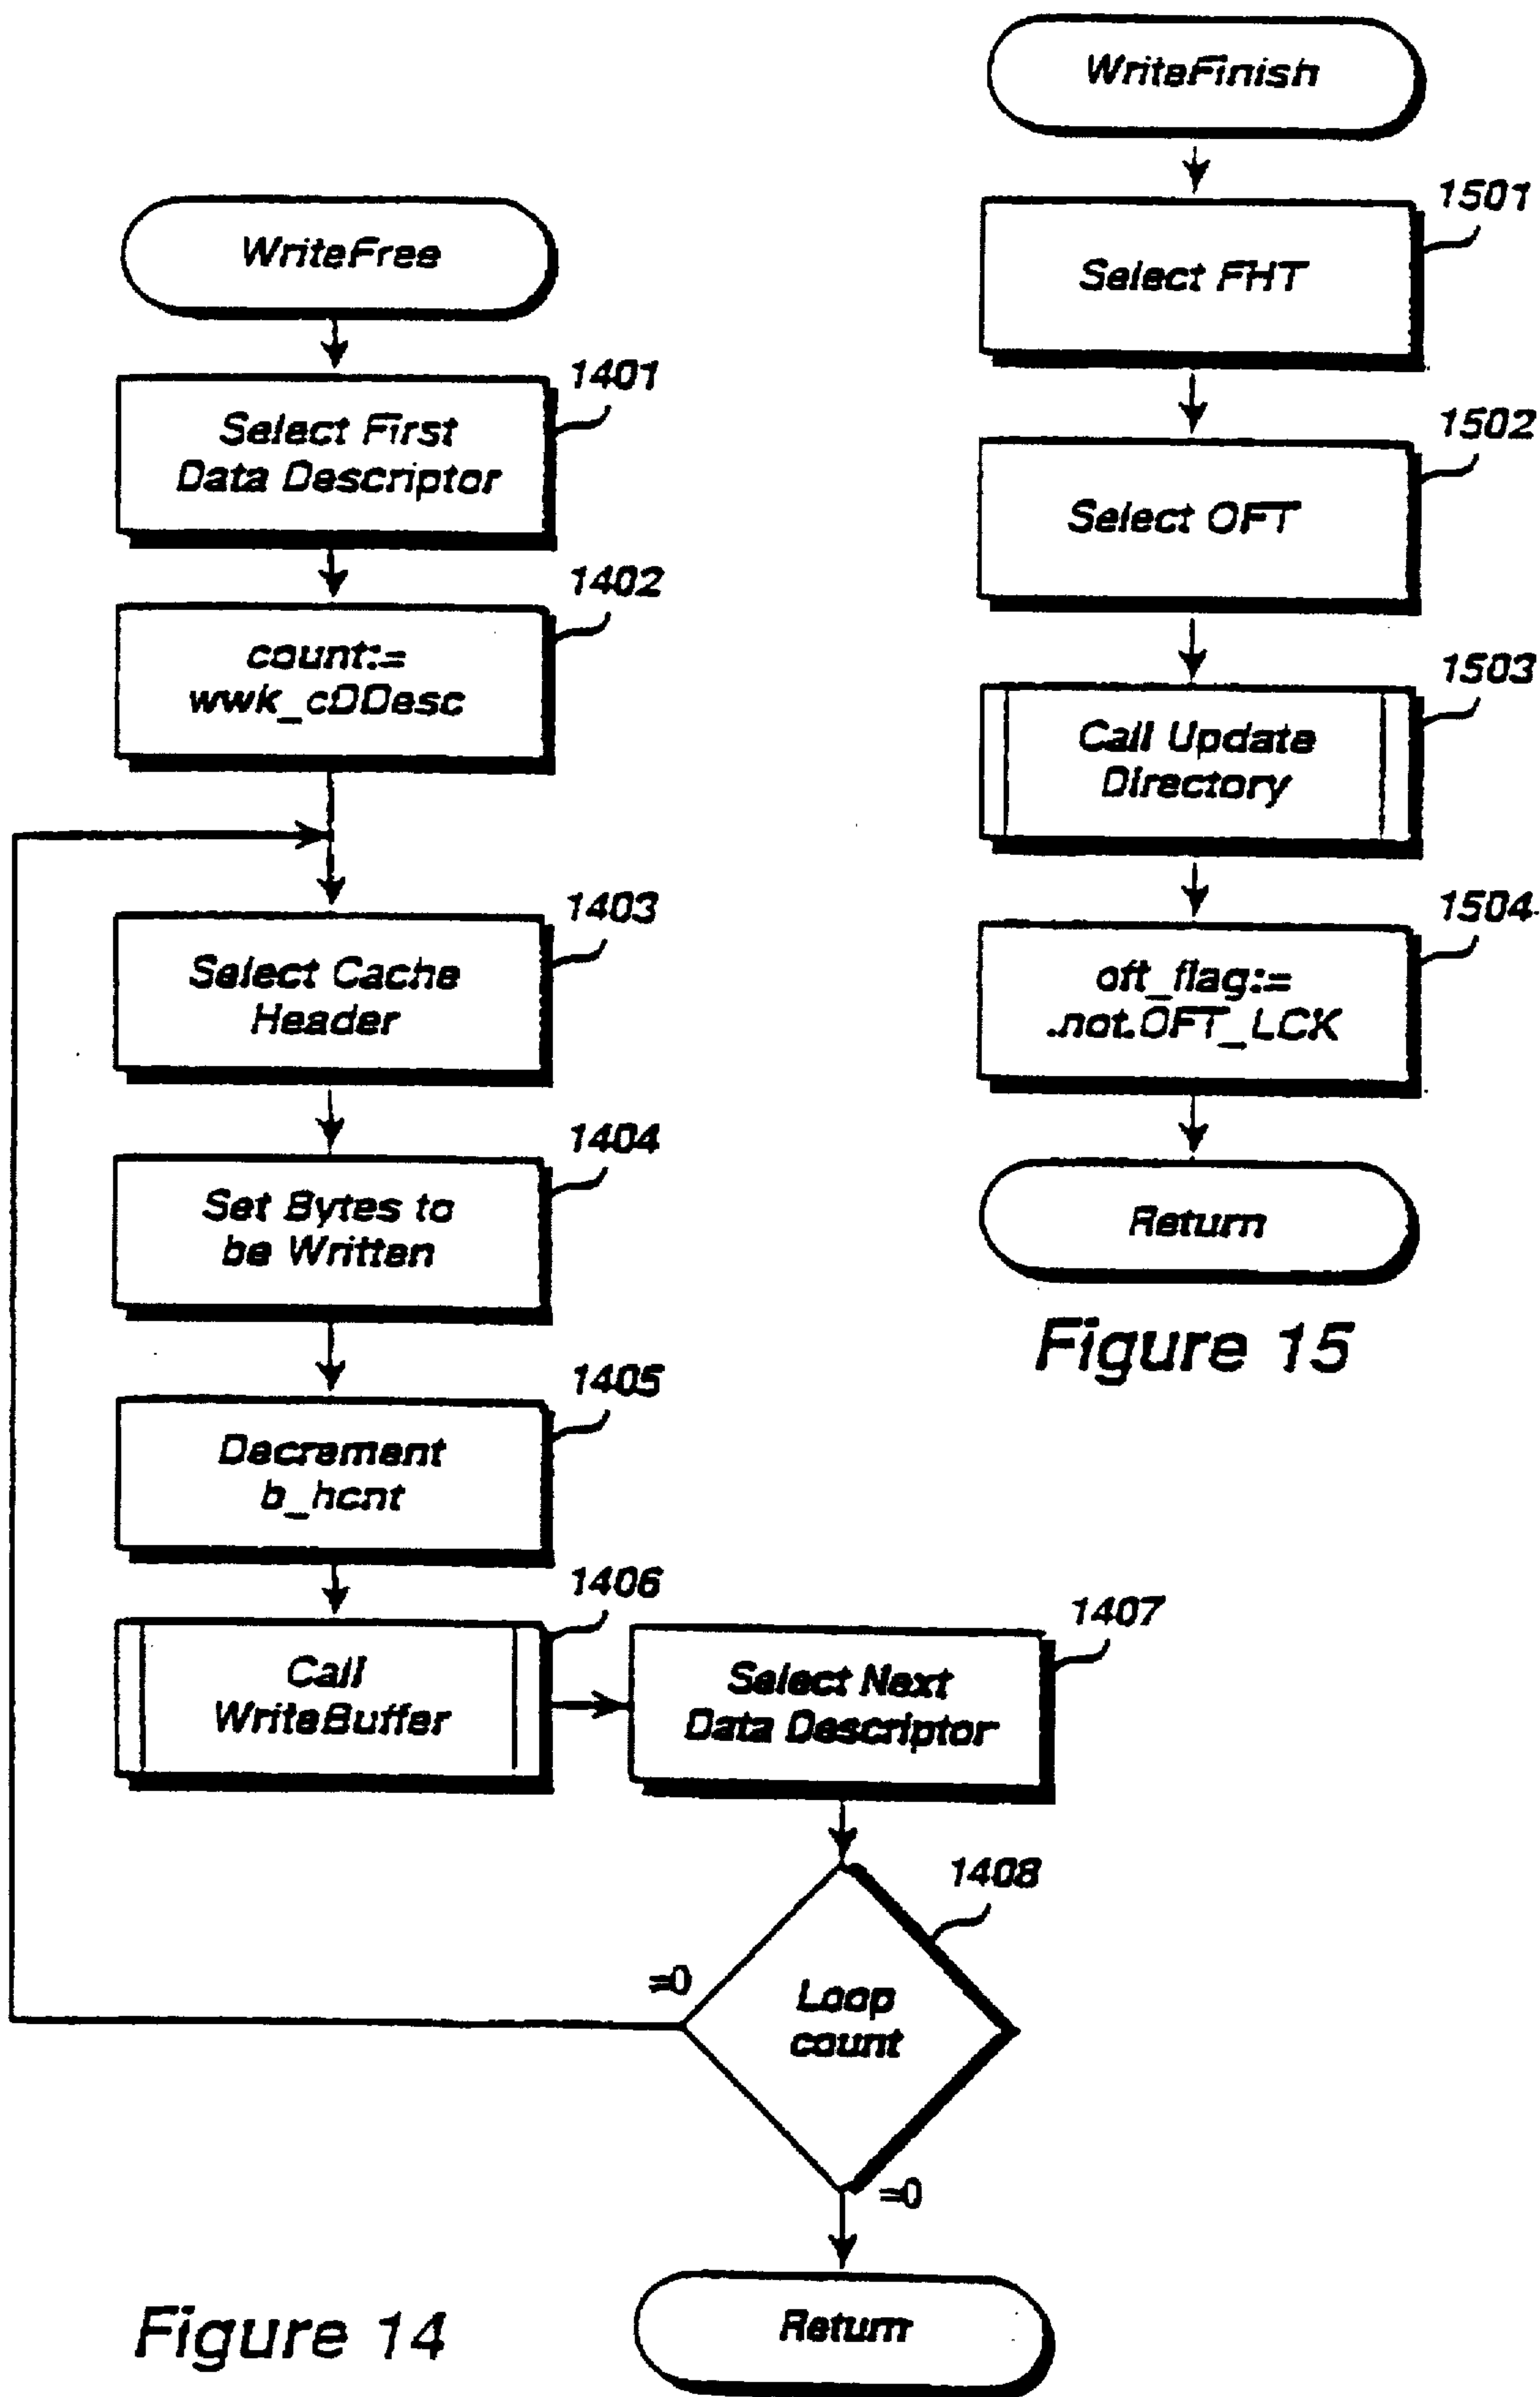 WriteFree
1401
Select First
Data Descriptor
1402
count:=
wwk_cDDesc
1403
Select Cache
Header
1404
Set Bytes to
be Written
1405
Decrement
b_hcnt
1406
Call
WriteBuffer
1407
Select Next
Data Descriptor
1408
Loop
count
=0
=0
Return
Figure 14
WriteFinish
1501
Select FHT
1502
Select OFT
1503
Call Update
Directory
1504
oft_flag:=
.not.OFT_LCK
Return
Figure 15